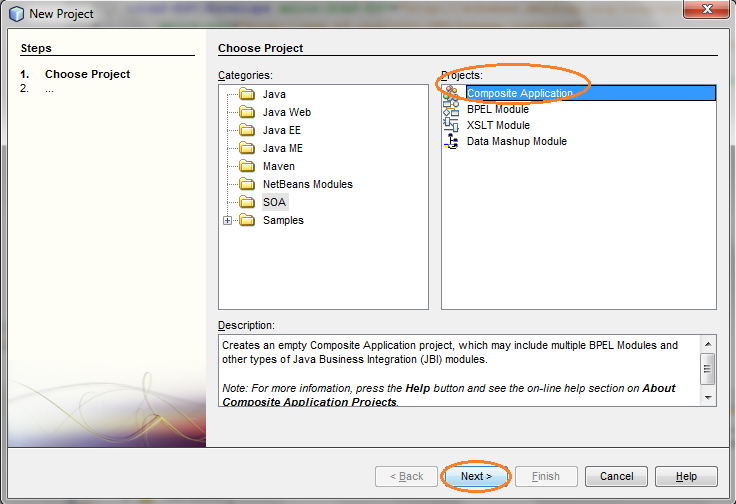 New Project
X
Steps
1. Choose Project
2. ...
Choose Project
Categories:
Java
Java Web
Java EE
Java ME
Maven
NetBeans Modules
SOA
Samples
Projects:
Composite Application
BPEL Module
XSLT Module
Data Mashup Module
Description:
Creates an empty Composite Application project, which may include multiple BPEL Modules and
other types of Java Business Integration (JBI) modules.
Note: For more infomation, press the Help button and see the on-line help section on About
Composite Application Projects.
< Back
Next >
Finish
Cancel
Help